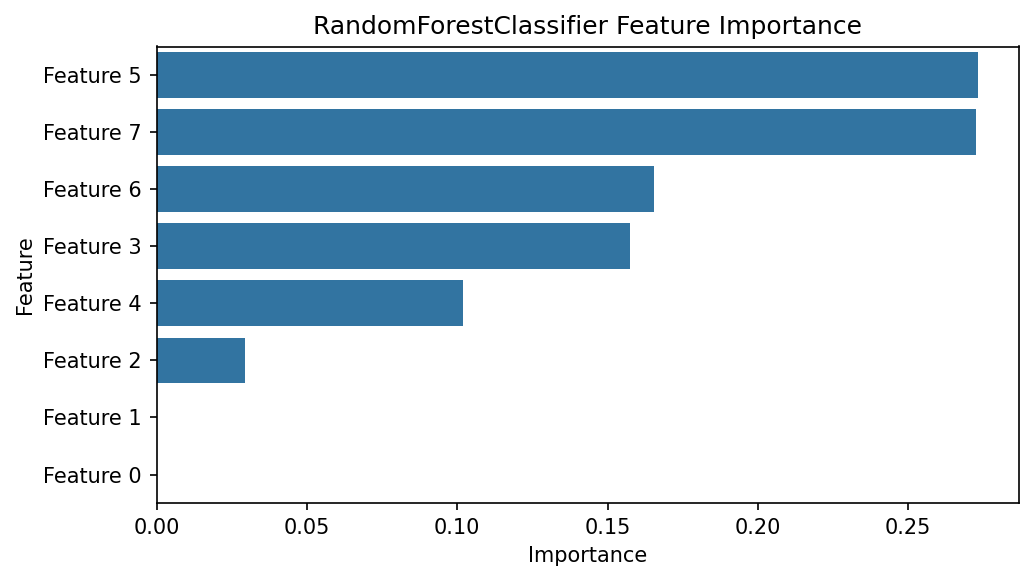 RandomForestClassifier Feature Importance
Feature
Feature 5
Feature 7
Feature 6
Feature 3
Feature 4
Feature 2
Feature 1
Feature 0
0.00 0.05 0.10 0.15 0.20 0.25
Importance